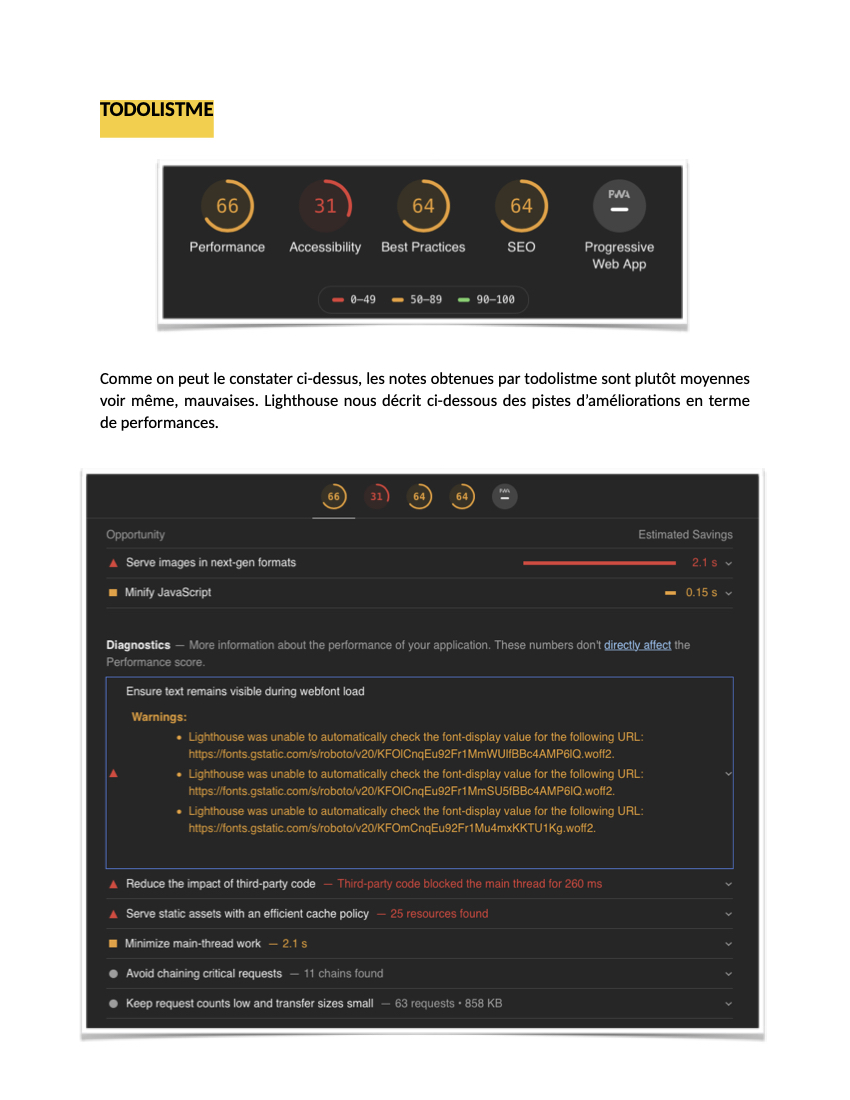 TODOLISTME
66 31 64 64 PWA
Performance Accessibility Best Practices SEO Progressive
Web App
0–49 50–89 90–100
Comme on peut le constater ci-dessus, les notes obtenues par todolistme sont plutôt moyennes
voir même, mauvaises. Lighthouse nous décrit ci-dessous des pistes d’améliorations en terme
de performances.
66 31 64 64 PWA
Opportunity Estimated Savings
Serve images in next-gen formats 2.1 s
Minify JavaScript 0.15 s
Diagnostics — More information about the performance of your application. These numbers don't directly affect the
Performance score.
Ensure text remains visible during webfont load
Warnings:
Lighthouse was unable to automatically check the font-display value for the following URL:
https://fonts.gstatic.com/s/roboto/v20/KFOlCnqEu92Fr1MmWUlfBBc4AMP6lQ.woff2.
Lighthouse was unable to automatically check the font-display value for the following URL:
https://fonts.gstatic.com/s/roboto/v20/KFOlCnqEu92Fr1MmSU5fBBc4AMP6lQ.woff2.
Lighthouse was unable to automatically check the font-display value for the following URL:
https://fonts.gstatic.com/s/roboto/v20/KFOmCnqEu92Fr1Mu4mxKKTU1Kg.woff2.
Reduce the impact of third-party code — Third-party code blocked the main thread for 260 ms
Serve static assets with an efficient cache policy — 25 resources found
Minimize main-thread work — 2.1 s
Avoid chaining critical requests — 11 chains found
Keep request counts low and transfer sizes small — 63 requests • 858 KB